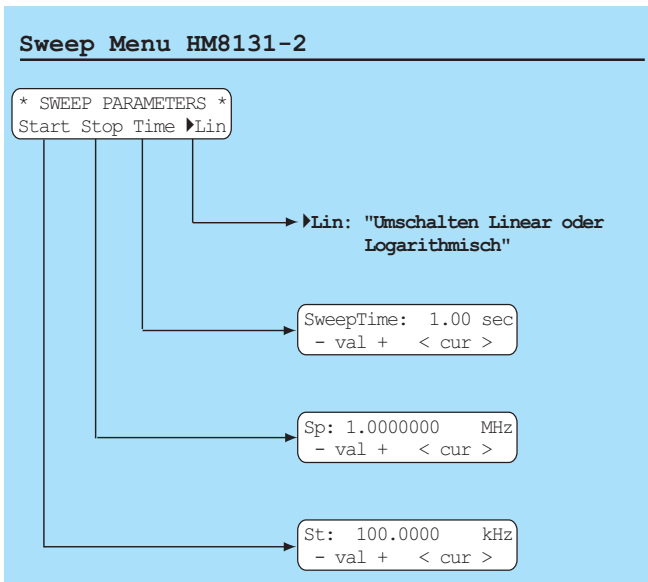 Sweep Menu HM8131-2
* SWEEP PARAMETERS *
Start Stop Time ▶Lin
▶Lin: "Umschalten Linear oder
Logarithmisch"
SweepTime: 1.00 sec
- val + < cur >
Sp: 1.0000000 MHz
- val + < cur >
St: 100.0000 kHz
- val + < cur >